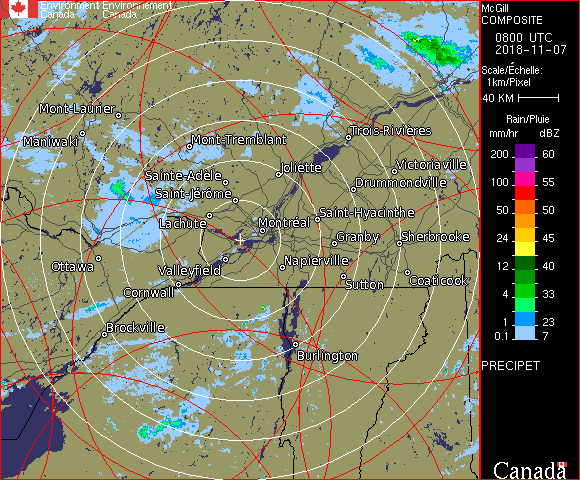 Environment Environnement
Canada Canada
Mont-Laurier
Maniwaki
Mont-Tremblant
Trois-Rivières
Joliette
Victoriaville
Sainte-Adèle
Saint-Jérôme
Drummondville
Lachute
Montréal
Saint-Hyacinthe
Granby
Sherbrooke
Ottawa
Valleyfield
Napierville
Cornwall
Sutton
Coaticook
Brockville
Burlington
McGill
COMPOSITE
0800 UTC
2018-11-07
Scale/Échelle:
1km/Pixel
40 KM
Rain/Pluie
mm/hr dBZ
200 60
150 57
100 55
50 50
24 45
12 40
4 33
1 23
0.1 7
PRECIPET
Canada